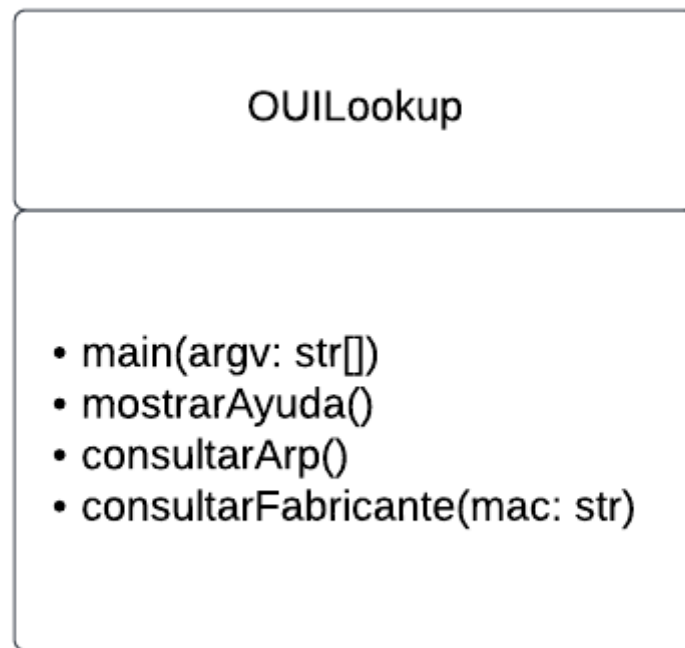 OUILookup
• main(argv: str[])
• mostrarAyuda()
• consultarArp()
• consultarFabricante(mac: str)